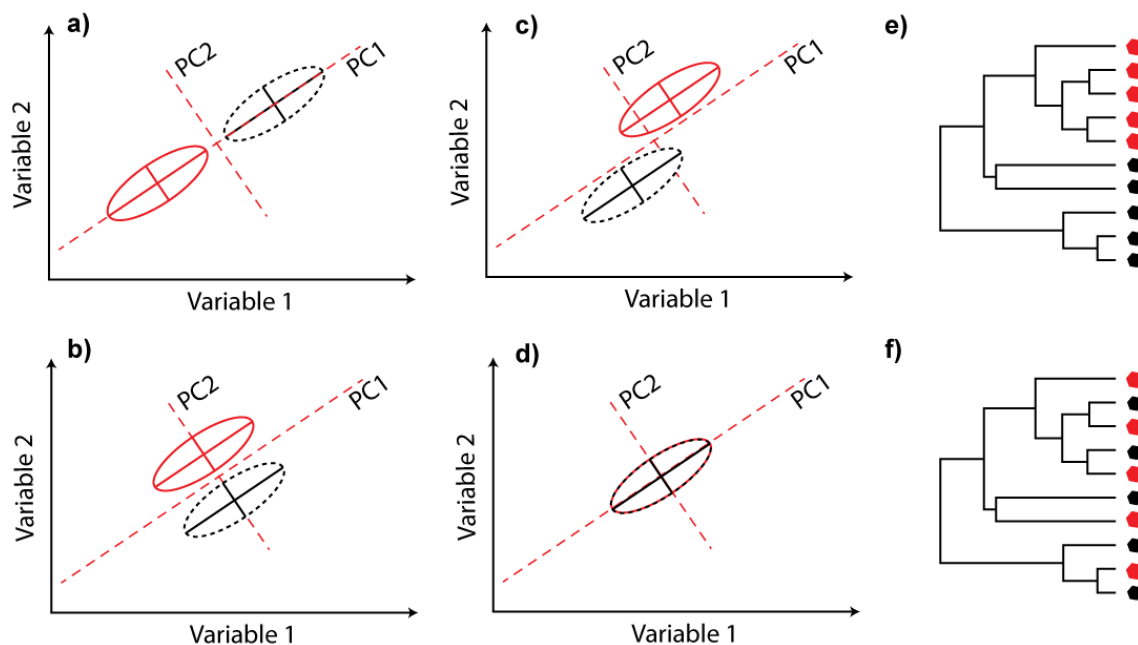 a)
PC2
PC1
Variable 2
Variable 1
c)
PC2
PC1
Variable 2
Variable 1
e)
b)
PC2
PC1
Variable 2
Variable 1
d)
PC2
PC1
Variable 2
Variable 1
f)